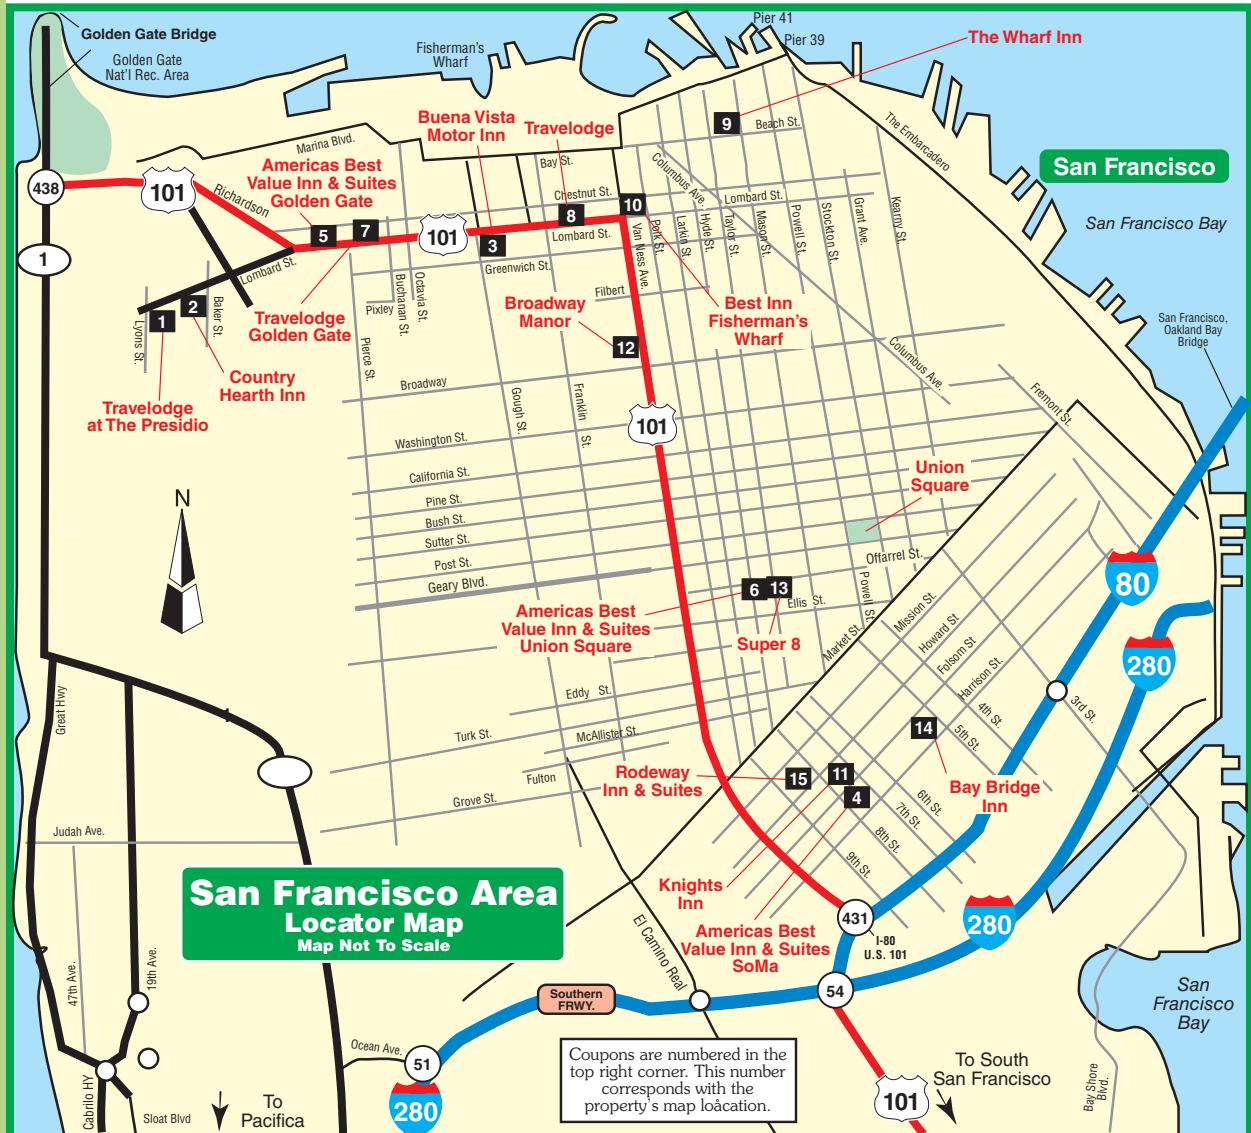 Golden Gate Bridge
Golden Gate
Nat'l Rec. Area
Fisherman's
Wharf
Pier 41
Pier 39
The Wharf Inn
The Embarcadero
San Francisco
San Francisco Bay
San Francisco,
Oakland Bay
Bridge
438
1
101
Richardson
Marina Blvd.
Americas Best
Value Inn & Suites
Golden Gate
Buena Vista
Motor Inn
Travelodge
9
Beach St.
Bay St.
Chestnut St.
Columbus Ave.
Lombard St.
5
7
101
3
8
10
Lombard St.
Greenwich St.
Filbert
Van Ness Ave.
Polk St.
Larkin St.
Hyde St.
Taylor St.
Mason St.
Powell St.
Stockton St.
Grant Ave.
Kearny St.
Lombard St.
1
2
Lyons St.
Baker St.
Pixley
Buchanan St.
Octavia St.
Pierce St.
Travelodge
Golden Gate
Country
Hearth Inn
Travelodge
at The Presidio
Broadway
Manor
12
Best Inn
Fisherman's
Wharf
Columbus Ave.
Fremont St.
Broadway
Gough St.
Franklin
St.
101
Washington St.
California St.
Pine St.
Bush St.
Sutter St.
Post St.
Geary Blvd.
N
Union
Square
Offarrel St.
Powell St.
6
13
Ellis St.
Americas Best
Value Inn & Suites
Union Square
Super 8
Market St.
Mission St.
Howard St
Folsom St
Harrison St.
80
280
3rd St.
4th St.
5th St.
6th St.
7th St.
8th St.
9th St.
Eddy St.
Turk St.
McAllister St.
Fulton
Grove St.
Great Hwy
Judah Ave.
14
Bay Bridge
Inn
Rodeway
Inn & Suites
15
11
4
Knights
Inn
Americas Best
Value Inn & Suites
SoMa
San Francisco Area
Locator Map
Map Not To Scale
El Camino Real
431
I-80
U.S. 101
280
54
Southern
FRWY.
47th Ave.
19th Ave.
Ocean Ave.
51
280
Cabrilo HY
Sloat Blvd
To
Pacifica
Coupons are numbered in the
top right corner. This number
corresponds with the
property's map loåcation.
To South
San Francisco
101
Bay Shore
Blvd.
San
Francisco
Bay